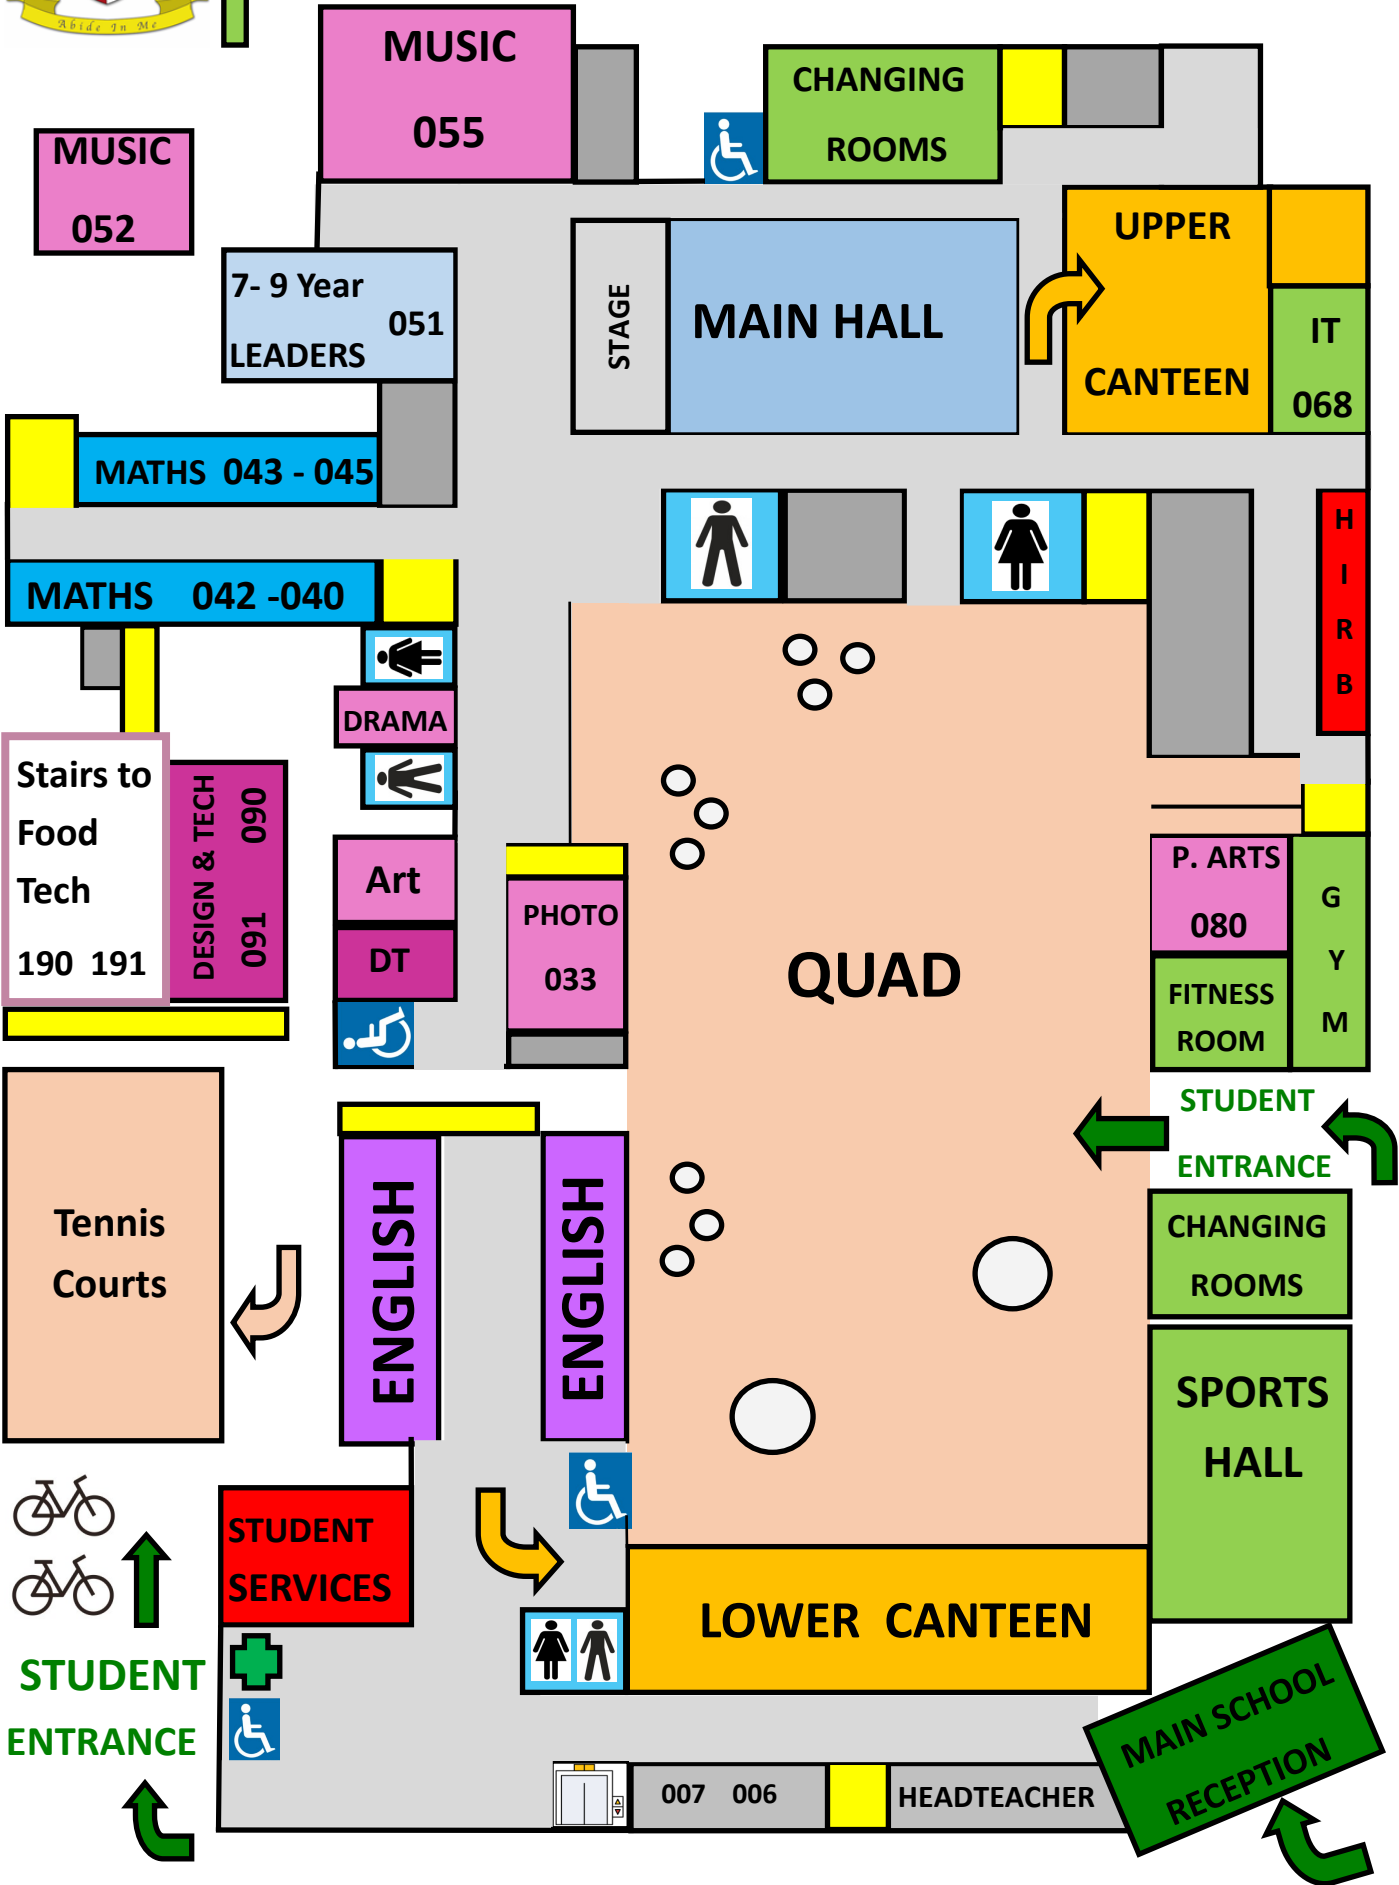 Abide In Me
MUSIC
055
CHANGING
ROOMS
MUSIC
052
7- 9 Year
051
LEADERS
STAGE
MAIN HALL
UPPER
CANTEEN
IT
068
MATHS 043 - 045
MATHS 042 -040
H
I
R
B
DRAMA
Stairs to
Food
Tech
190 191
DESIGN & TECH
091 090
Art
DT
PHOTO
033
QUAD
P. ARTS
080
FITNESS
ROOM
G
Y
M
STUDENT
ENTRANCE
Tennis
Courts
ENGLISH
ENGLISH
CHANGING
ROOMS
SPORTS
HALL
STUDENT
SERVICES
LOWER CANTEEN
STUDENT
ENTRANCE
MAIN SCHOOL
RECEPTION
007 006
HEADTEACHER